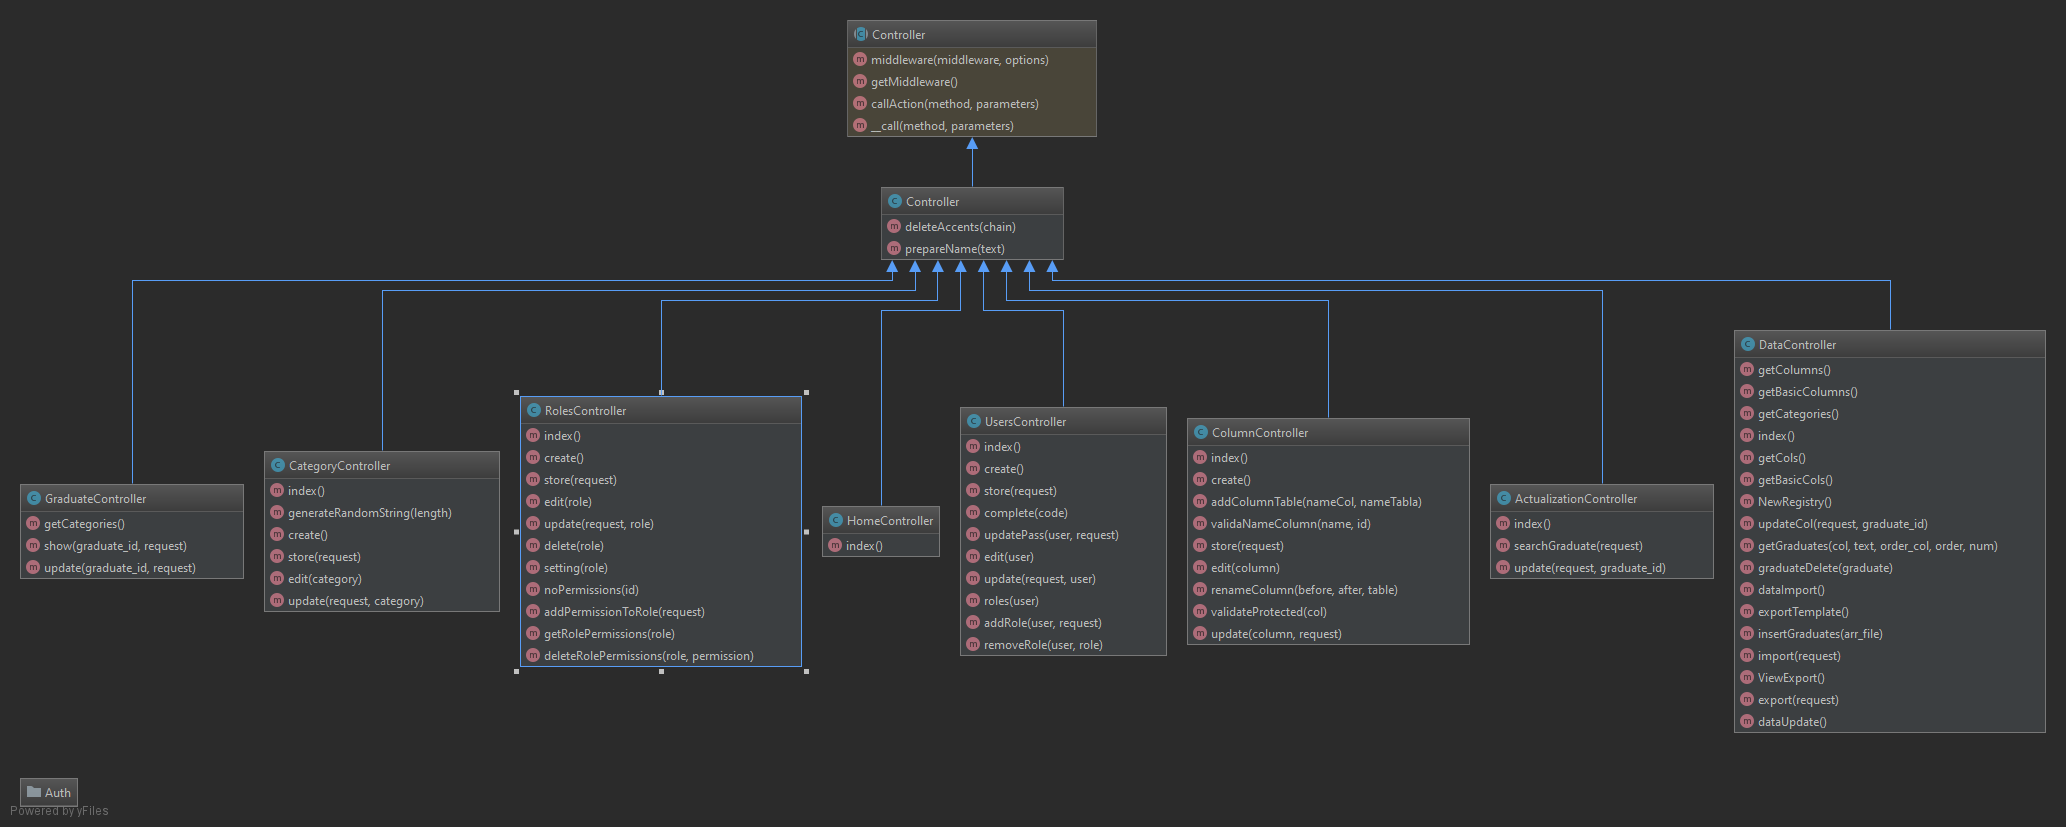 Controller
middleware(middleware, options)
getMiddleware()
callAction(method, parameters)
__call(method, parameters)
Controller
deleteAccents(chain)
prepareName(text)
GraduateController
getCategories()
show(graduate_id, request)
update(graduate_id, request)
CategoryController
index()
generateRandomString(length)
create()
store(request)
edit(category)
update(request, category)
RolesController
index()
create()
store(request)
edit(role)
update(request, role)
delete(role)
setting(role)
noPermissions(id)
addPermissionToRole(request)
getRolePermissions(role)
deleteRolePermissions(role, permission)
HomeController
index()
UsersController
index()
create()
store(request)
complete(code)
updatePass(user, request)
edit(user)
update(request, user)
roles(user)
addRole(user, request)
removeRole(user, role)
ColumnController
index()
create()
addColumnTable(nameCol, nameTabla)
validaNameColumn(name, id)
store(request)
edit(column)
renameColumn(before, after, table)
validateProtected(col)
update(column, request)
ActualizationController
index()
searchGraduate(request)
update(request, graduate_id)
DataController
getColumns()
getBasicColumns()
getCategories()
index()
getCols()
getBasicCols()
NewRegistry()
updateCol(request, graduate_id)
getGraduates(col, text, order_col, order, num)
graduateDelete(graduate)
dataImport()
exportTemplate()
insertGraduates(arr_file)
import(request)
ViewExport()
export(request)
dataUpdate()
Auth
Powered by yFiles